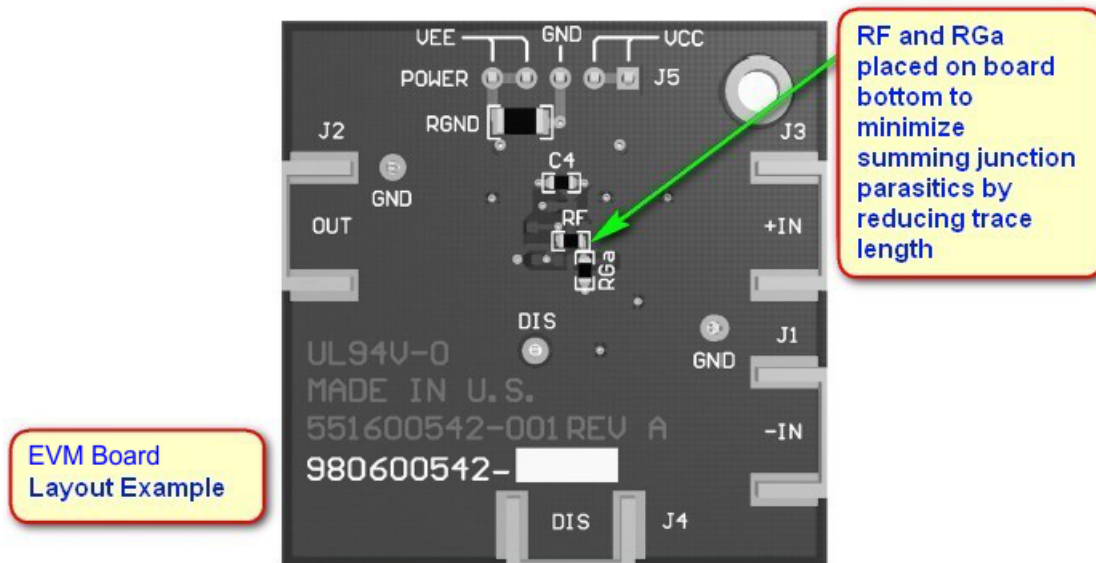 VEE
GND
VCC
POWER
J5
RGND
J2
J3
C4
GND
OUT
RF
+IN
RGa
DIS
J1
GND
UL94V-0
MADE IN U.S.
551600542-001 REV A
-IN
980600542-
DIS
J4
RF and RGa
placed on board
bottom to
minimize
summing junction
parasitics by
reducing trace
length
EVM Board
Layout Example